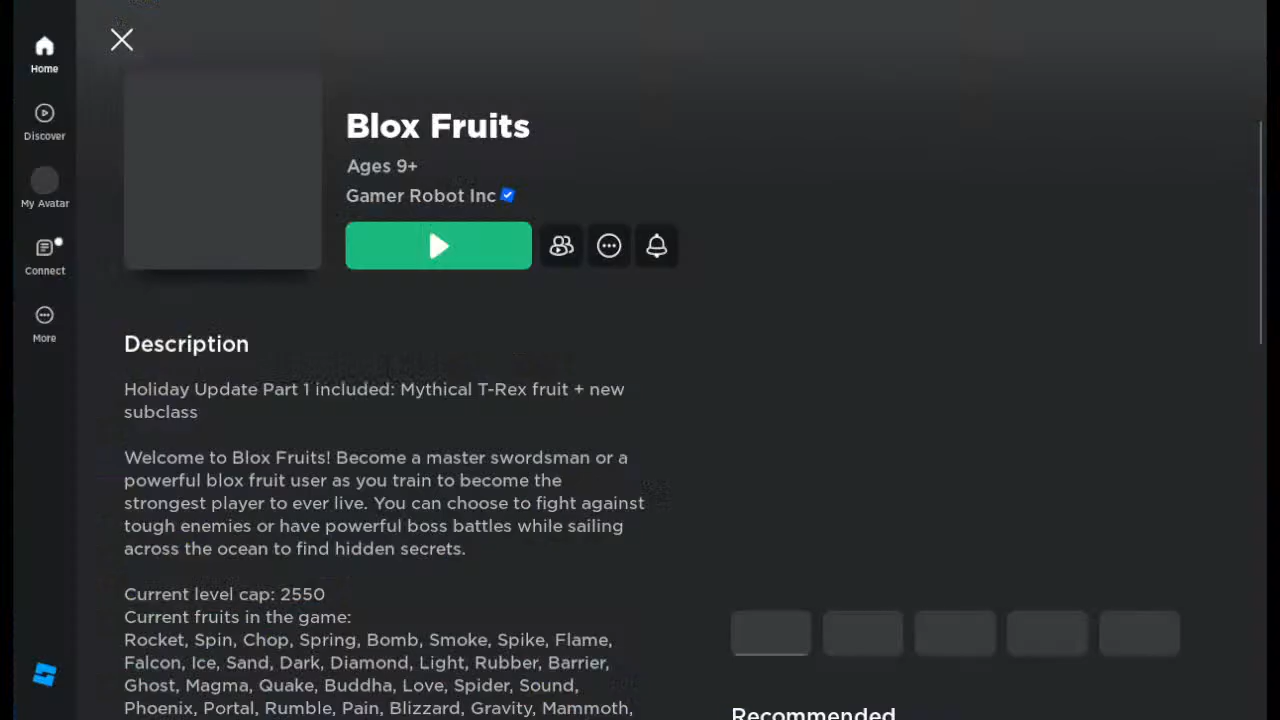 Home
Discover
My Avatar
Connect
More
Blox Fruits
Ages 9+
Gamer Robot Inc
Description
Holiday Update Part 1 included: Mythical T-Rex fruit + new
subclass
Welcome to Blox Fruits! Become a master swordsman or a
powerful blox fruit user as you train to become the
strongest player to ever live. You can choose to fight against
tough enemies or have powerful boss battles while sailing
across the ocean to find hidden secrets.
Current level cap: 2550
Current fruits in the game:
Rocket, Spin, Chop, Spring, Bomb, Smoke, Spike, Flame,
Falcon, Ice, Sand, Dark, Diamond, Light, Rubber, Barrier,
Ghost, Magma, Quake, Buddha, Love, Spider, Sound,
Phoenix, Portal, Rumble, Pain, Blizzard, Gravity, Mammoth,
Recommended